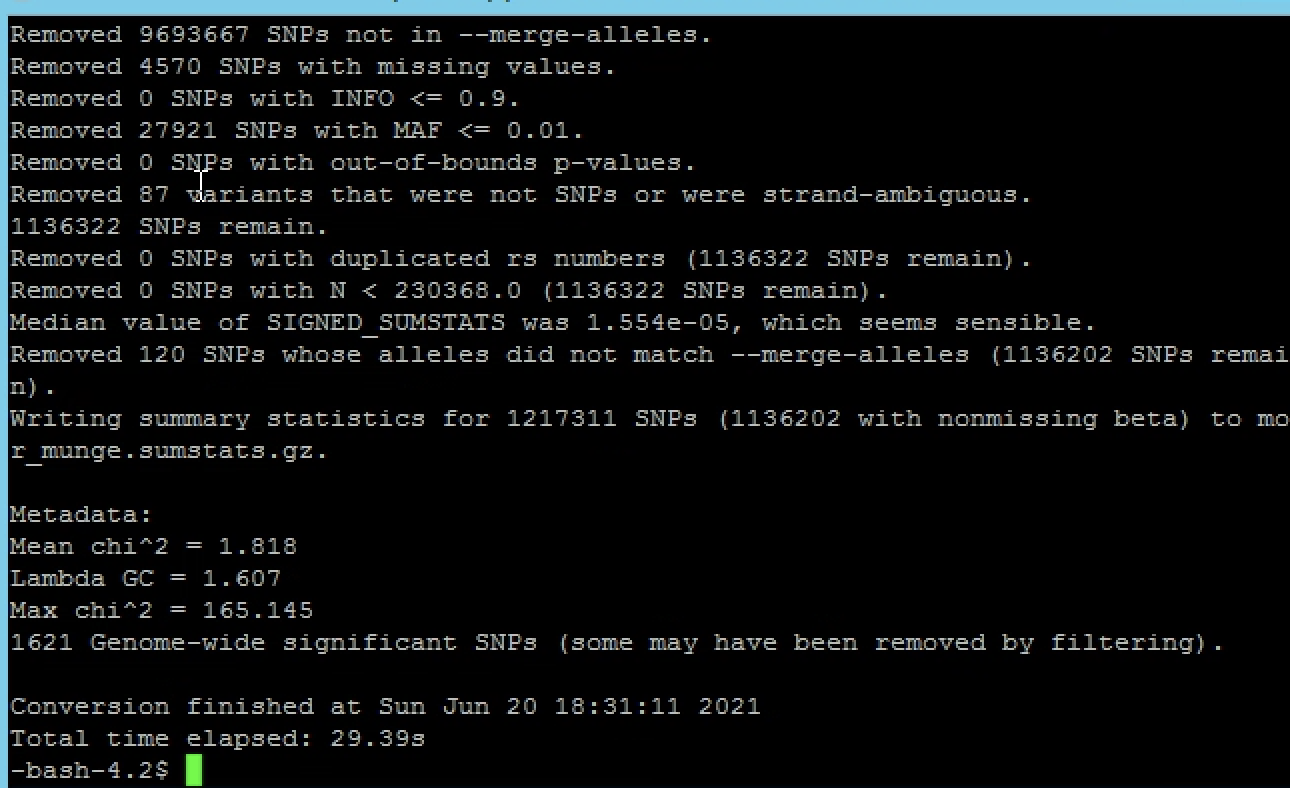 Removed 9693667 SNPs not in --merge-alleles.
Removed 4570 SNPs with missing values.
Removed 0 SNPs with INFO <= 0.9.
Removed 27921 SNPs with MAF <= 0.01.
Removed 0 SNPs with out-of-bounds p-values.
Removed 87 variants that were not SNPs or were strand-ambiguous.
1136322 SNPs remain.
Removed 0 SNPs with duplicated rs numbers (1136322 SNPs remain).
Removed 0 SNPs with N < 230368.0 (1136322 SNPs remain).
Median value of SIGNED_SUMSTATS was 1.554e-05, which seems sensible.
Removed 120 SNPs whose alleles did not match --merge-alleles (1136202 SNPs remai
n).
Writing summary statistics for 1217311 SNPs (1136202 with nonmissing beta) to mo
r_munge.sumstats.gz.
Metadata:
Mean chi^2 = 1.818
Lambda GC = 1.607
Max chi^2 = 165.145
1621 Genome-wide significant SNPs (some may have been removed by filtering).
Conversion finished at Sun Jun 20 18:31:11 2021
Total time elapsed: 29.39s
-bash-4.2$